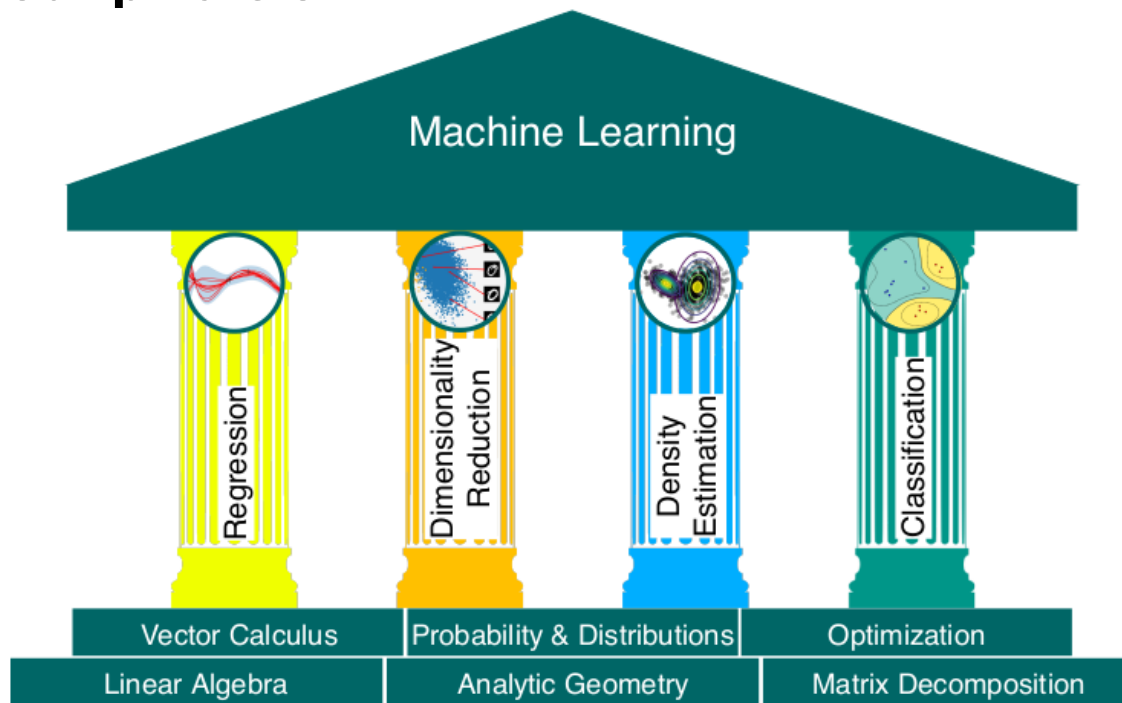 Machine Learning
Regression
Dimensionality
Reduction
Density
Estimation
Classification
Vector Calculus
Probability & Distributions
Optimization
Linear Algebra
Analytic Geometry
Matrix Decomposition